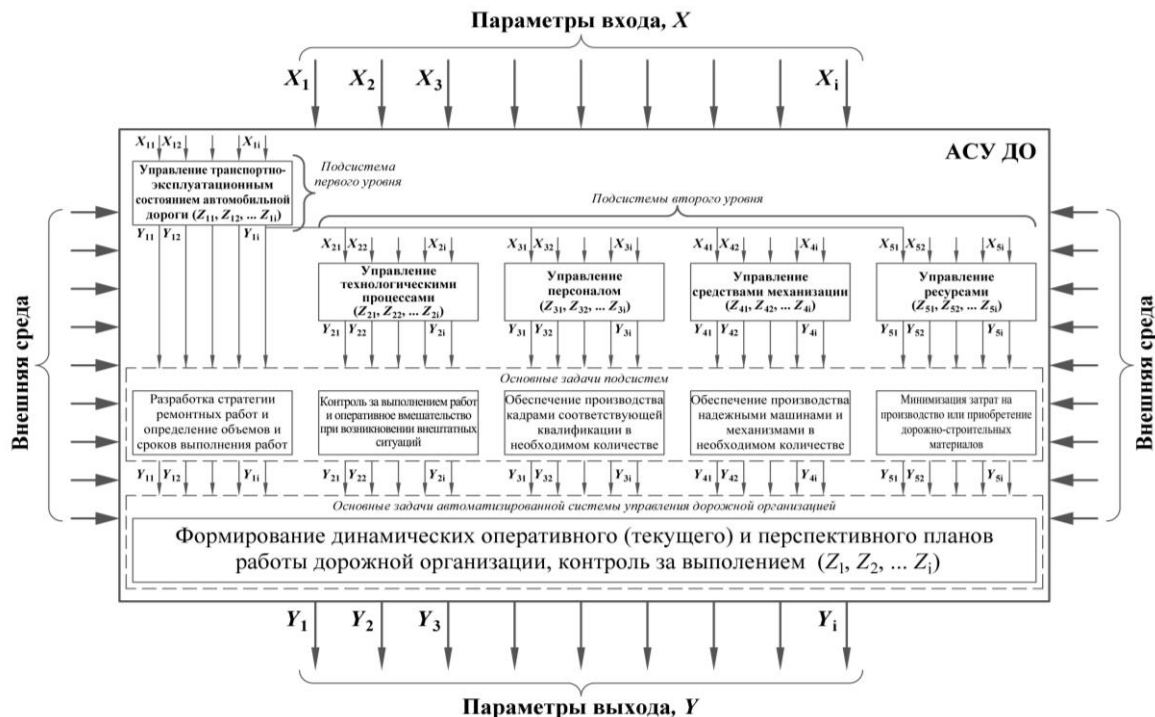 Параметры входа, X
X₁ X₂ X₃ Xᵢ
АСУ ДО
X₁₁ X₁₂ X₁ᵢ
Управление транспортно-
эксплуатационным
состоянием автомобильной
дороги (Z₁₁, Z₁₂, ... Z₁ᵢ)
Подсистема
первого уровня
Подсистемы второго уровня
Y₁₁ Y₁₂ Y₁ᵢ
X₂₁ X₂₂ X₂ᵢ
Управление
технологическими
процессами
(Z₂₁, Z₂₂, ... Z₂ᵢ)
Y₂₁ Y₂₂ Y₂ᵢ
X₃₁ X₃₂ X₃ᵢ
Управление
персоналом
(Z₃₁, Z₃₂, ... Z₃ᵢ)
Y₃₁ Y₃₂ Y₃ᵢ
X₄₁ X₄₂ X₄ᵢ
Управление
средствами механизации
(Z₄₁, Z₄₂, ... Z₄ᵢ)
Y₄₁ Y₄₂ Y₄ᵢ
X₅₁ X₅₂ X₅ᵢ
Управление
ресурсами
(Z₅₁, Z₅₂, ... Z₅ᵢ)
Y₅₁ Y₅₂ Y₅ᵢ
Внешняя среда
Внешняя среда
Основные задачи подсистем
Разработка стратегии
ремонтных работ и
определение объемов и
сроков выполнения работ
Контроль за выполнением работ
и оперативное вмешательство
при возникновении внештатных
ситуаций
Обеспечение производства
кадрами соответствующей
квалификации в
необходимом количестве
Обеспечение производства
надежными машинами и
механизмами в
необходимом количестве
Минимизация затрат на
производство или приобретение
дорожно-строительных
материалов
Y₁₁ Y₁₂ Y₁ᵢ
Y₂₁ Y₂₂ Y₂ᵢ
Y₃₁ Y₃₂ Y₃ᵢ
Y₄₁ Y₄₂ Y₄ᵢ
Y₅₁ Y₅₂ Y₅ᵢ
Основные задачи автоматизированной системы управления дорожной организацией
Формирование динамических оперативного (текущего) и перспективного планов
работы дорожной организации, контроль за выполением (Z₁, Z₂, ... Zᵢ)
Y₁ Y₂ Y₃ Yᵢ
Параметры выхода, Y